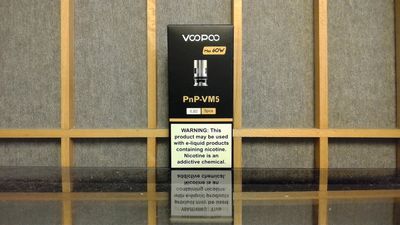 VOOPOO
Max 60W
PnP-VM5
5pcs
WARNING: This
product may be used
with e-liquid products
containing nicotine.
Nicotine is an
addictive chemical.